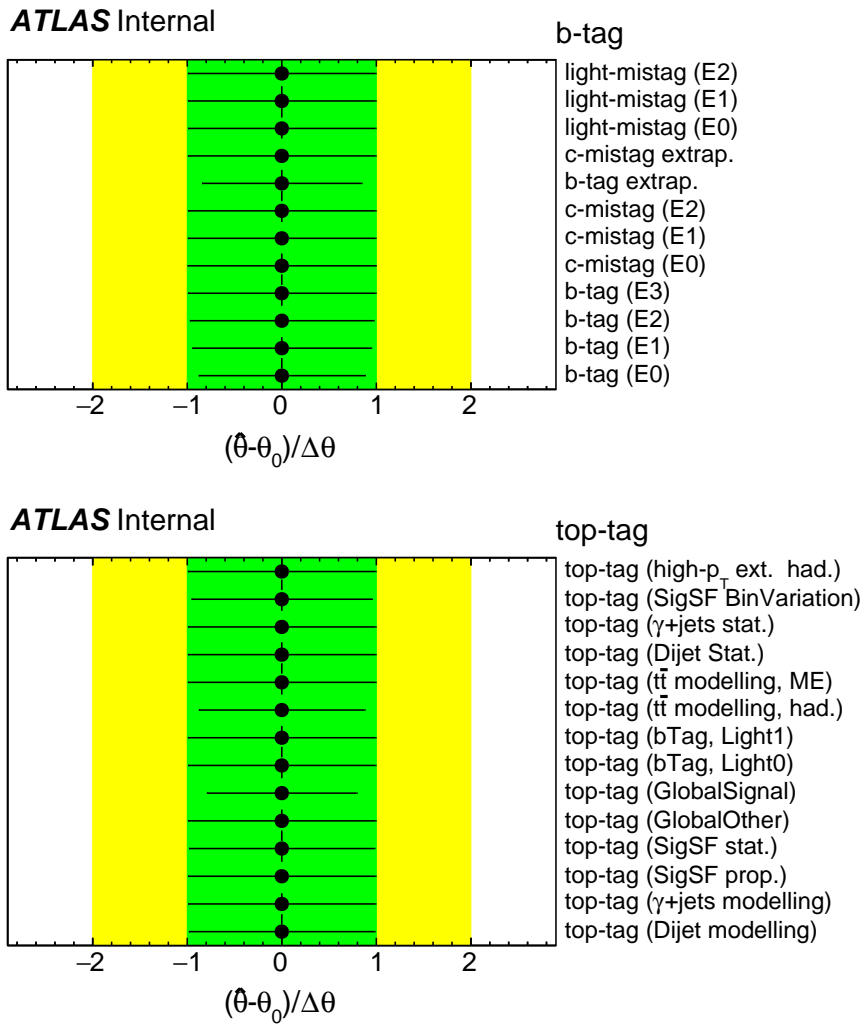 ATLAS Internal
b-tag
light-mistag (E2)
light-mistag (E1)
light-mistag (E0)
c-mistag extrap.
b-tag extrap.
c-mistag (E2)
c-mistag (E1)
c-mistag (E0)
b-tag (E3)
b-tag (E2)
b-tag (E1)
b-tag (E0)
−2 −1 0 1 2
(θ̂-θ₀)/Δθ
ATLAS Internal
top-tag
top-tag (high-p_T ext. had.)
top-tag (SigSF BinVariation)
top-tag (γ+jets stat.)
top-tag (Dijet Stat.)
top-tag (tt̄ modelling, ME)
top-tag (tt̄ modelling, had.)
top-tag (bTag, Light1)
top-tag (bTag, Light0)
top-tag (GlobalSignal)
top-tag (GlobalOther)
top-tag (SigSF stat.)
top-tag (SigSF prop.)
top-tag (γ+jets modelling)
top-tag (Dijet modelling)
−2 −1 0 1 2
(θ̂-θ₀)/Δθ